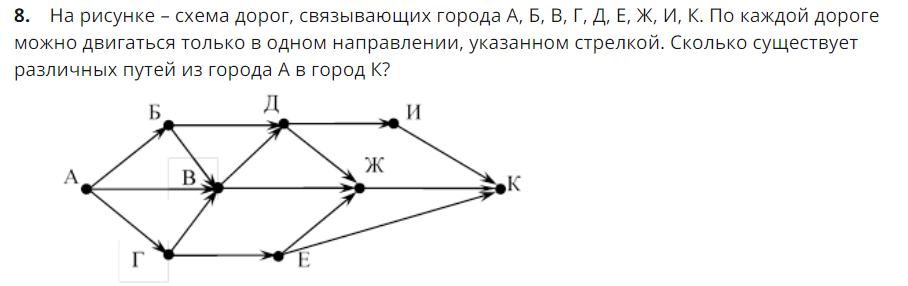 8. На рисунке – схема дорог, связывающих города А, Б, В, Г, Д, Е, Ж, И, К. По каждой дороге
можно двигаться только в одном направлении, указанном стрелкой. Сколько существует
различных путей из города А в город К?
Б
Д
И
А
В
Ж
К
Г
Е